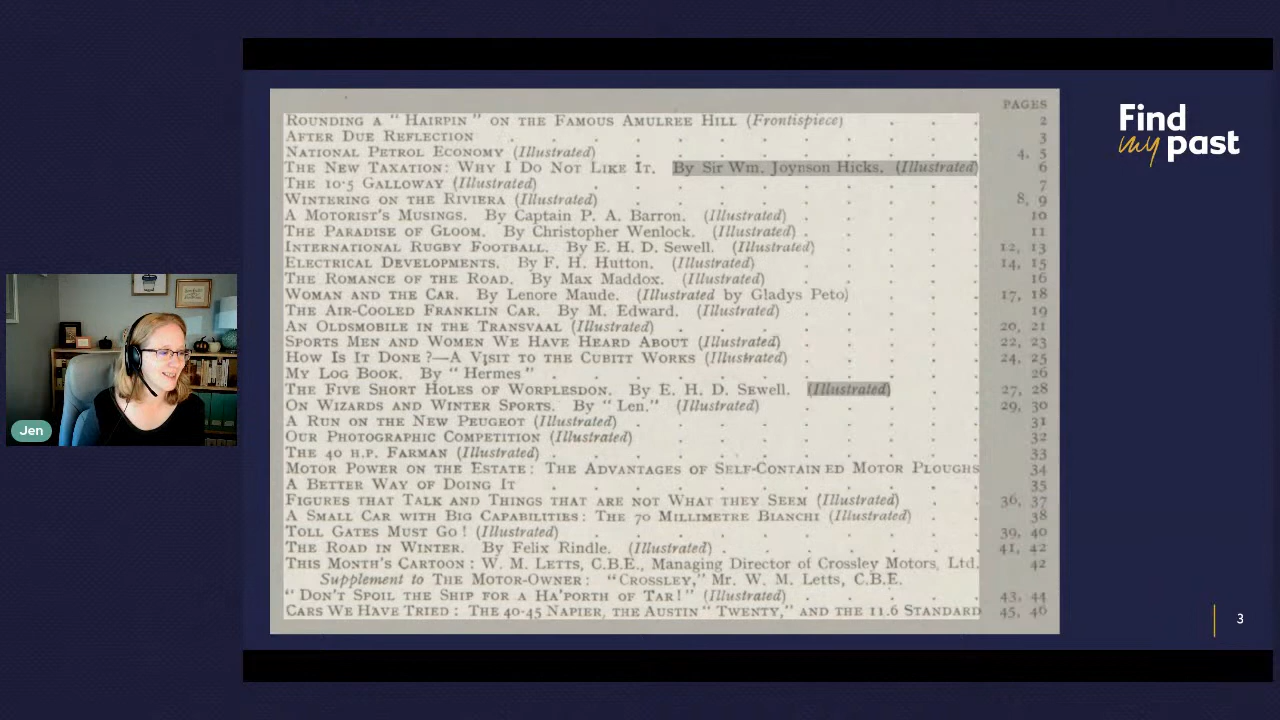 PAGES
ROUNDING A "HAIRPIN" ON THE FAMOUS AMULREE HILL (Frontispiece) . . . 2
AFTER DUE REFLECTION . . . . . . 3
NATIONAL PETROL ECONOMY (Illustrated) . . . . . 4, 5
THE NEW TAXATION: WHY I DO NOT LIKE IT. By Sir Wm. Joynson Hicks. (Illustrated) 6
THE 10·5 GALLOWAY (Illustrated) . . . . . 7
WINTERING ON THE RIVIERA (Illustrated) . . . . . 8, 9
A MOTORIST'S MUSINGS. By Captain P. A. Barron. (Illustrated) . . . . 10
THE PARADISE OF GLOOM. By Christopher Wenlock. (Illustrated) . . . . 11
INTERNATIONAL RUGBY FOOTBALL. By E. H. D. Sewell. (Illustrated) . . . 12, 13
ELECTRICAL DEVELOPMENTS. By F. H. Hutton. (Illustrated) . . . . 14, 15
THE ROMANCE OF THE ROAD. By Max Maddox. (Illustrated) . . . . 16
WOMAN AND THE CAR. By Lenore Maude. (Illustrated by Gladys Peto) . . 17, 18
THE AIR-COOLED FRANKLIN CAR. By M. Edward. (Illustrated) . . . . 19
AN OLDSMOBILE IN THE TRANSVAAL (Illustrated) . . . . . 20, 21
SPORTS MEN AND WOMEN WE HAVE HEARD ABOUT (Illustrated) . . . . 22, 23
HOW IS IT DONE?—A VISIT TO THE CUBITT WORKS (Illustrated) . . . . 24, 25
MY LOG BOOK. By "Hermes" . . . . . . 26
THE FIVE SHORT HOLES OF WORPLESDON. By E. H. D. Sewell. (Illustrated) . . 27, 28
ON WIZARDS AND WINTER SPORTS. By "Len." (Illustrated) . . . . 29, 30
A RUN ON THE NEW PEUGEOT (Illustrated) . . . . . 31
OUR PHOTOGRAPHIC COMPETITION (Illustrated) . . . . . 32
THE 40 H.P. FARMAN (Illustrated) . . . . . . 33
MOTOR POWER ON THE ESTATE: THE ADVANTAGES OF SELF-CONTAINED MOTOR PLOUGHS 34
A BETTER WAY OF DOING IT . . . . . . 35
FIGURES THAT TALK AND THINGS THAT ARE NOT WHAT THEY SEEM (Illustrated) . . 36, 37
A SMALL CAR WITH BIG CAPABILITIES: THE 70 MILLIMETRE BIANCHI (Illustrated) . . 38
TOLL GATES MUST GO! (Illustrated) . . . . . 39, 40
THE ROAD IN WINTER. By Felix Rindle. (Illustrated) . . . . . 41, 42
THIS MONTH'S CARTOON: W. M. LETTS, C.B.E., Managing Director of Crossley Motors, Ltd. 42
Supplement to THE MOTOR-OWNER: "CROSSLEY," Mr. W. M. Letts, C.B.E.
"DON'T SPOIL THE SHIP FOR A HA'PORTH OF TAR!" (Illustrated) . . . . 43, 44
CARS WE HAVE TRIED: THE 40-45 NAPIER, THE AUSTIN "TWENTY," AND THE 11.6 STANDARD 45, 46
Find
my past
Jen
3